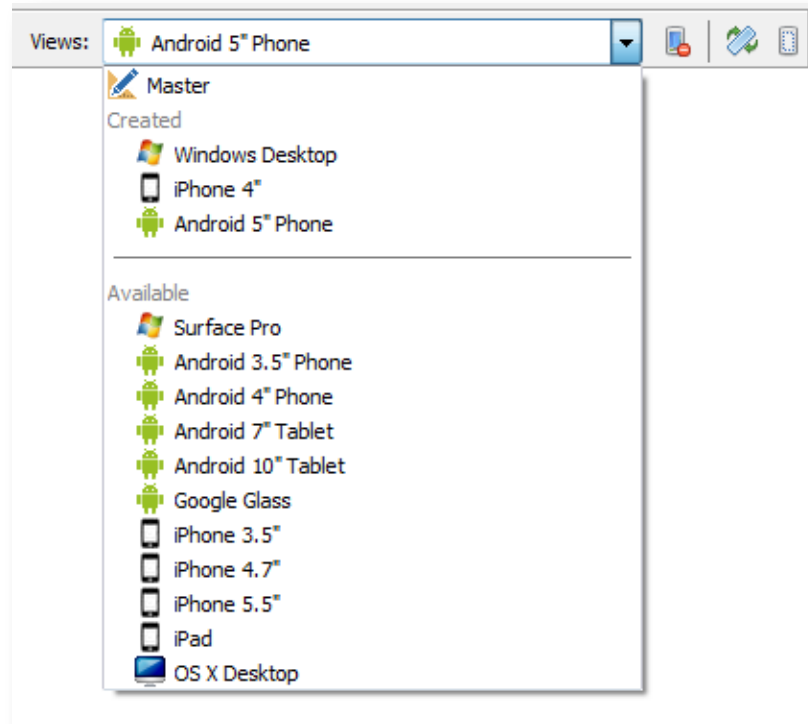 Views: Android 5" Phone
Master
Created
Windows Desktop
iPhone 4"
Android 5" Phone
Available
Surface Pro
Android 3.5" Phone
Android 4" Phone
Android 7" Tablet
Android 10" Tablet
Google Glass
iPhone 3.5"
iPhone 4.7"
iPhone 5.5"
iPad
OS X Desktop